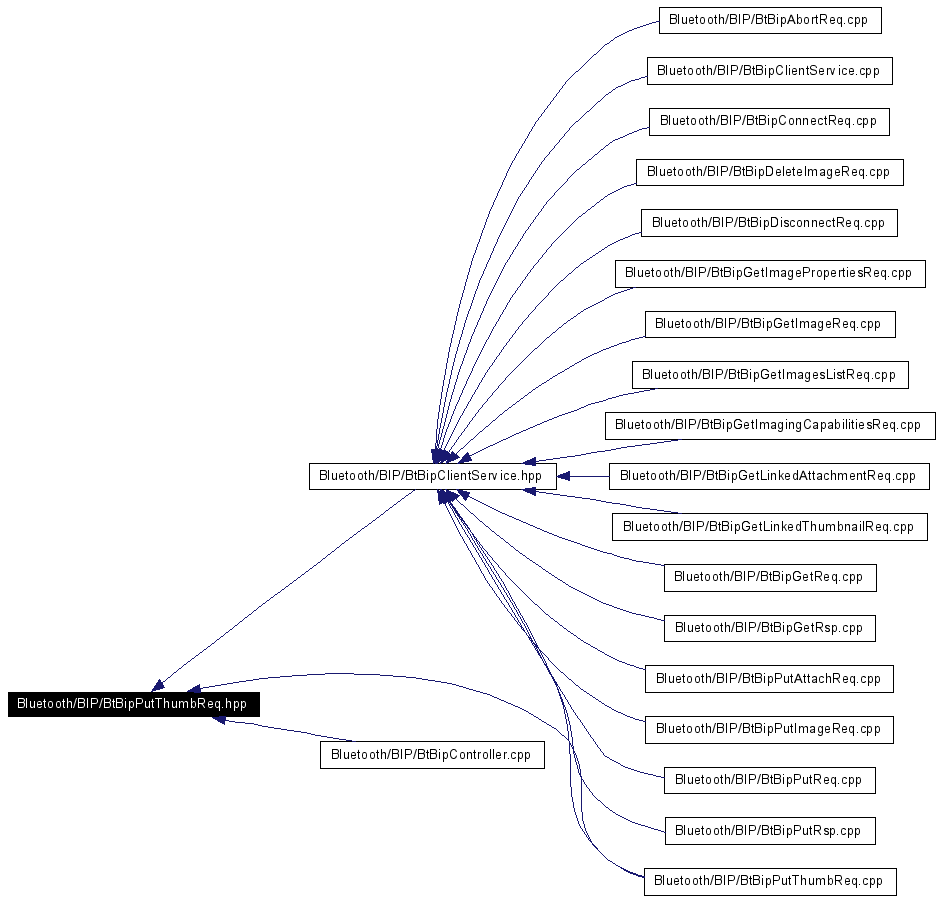 Bluetooth/BIP/BtBipAbortReq.cpp
Bluetooth/BIP/BtBipClientService.cpp
Bluetooth/BIP/BtBipConnectReq.cpp
Bluetooth/BIP/BtBipDeleteImageReq.cpp
Bluetooth/BIP/BtBipDisconnectReq.cpp
Bluetooth/BIP/BtBipGetImagePropertiesReq.cpp
Bluetooth/BIP/BtBipGetImageReq.cpp
Bluetooth/BIP/BtBipGetImagesListReq.cpp
Bluetooth/BIP/BtBipGetImagingCapabilitiesReq.cpp
Bluetooth/BIP/BtBipClientService.hpp
Bluetooth/BIP/BtBipGetLinkedAttachmentReq.cpp
Bluetooth/BIP/BtBipGetLinkedThumbnailReq.cpp
Bluetooth/BIP/BtBipGetReq.cpp
Bluetooth/BIP/BtBipGetRsp.cpp
Bluetooth/BIP/BtBipPutAttachReq.cpp
Bluetooth/BIP/BtBipPutThumbReq.hpp
Bluetooth/BIP/BtBipPutImageReq.cpp
Bluetooth/BIP/BtBipController.cpp
Bluetooth/BIP/BtBipPutReq.cpp
Bluetooth/BIP/BtBipPutRsp.cpp
Bluetooth/BIP/BtBipPutThumbReq.cpp